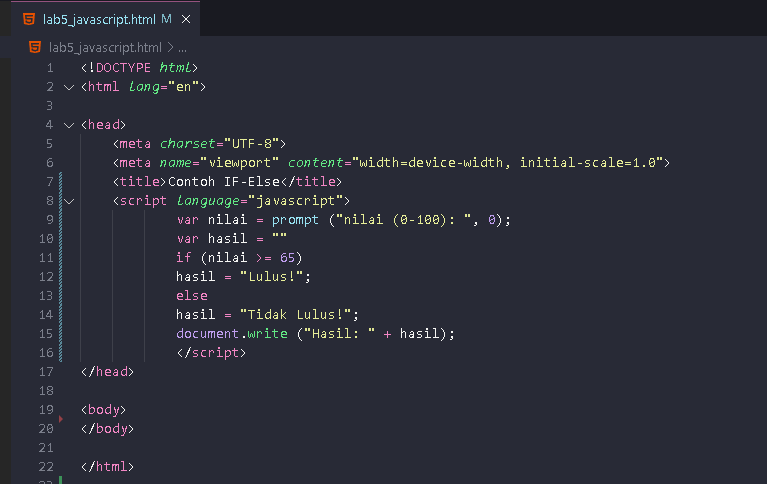 lab5_javascript.html M ×
lab5_javascript.html > ...
1 <!DOCTYPE html>
2 <html lang="en">
3
4 <head>
5 <meta charset="UTF-8">
6 <meta name="viewport" content="width=device-width, initial-scale=1.0">
7 <title>Contoh IF-Else</title>
8 <script language="javascript">
9 var nilai = prompt ("nilai (0-100): ", 0);
10 var hasil = ""
11 if (nilai >= 65)
12 hasil = "Lulus!";
13 else
14 hasil = "Tidak Lulus!";
15 document.write ("Hasil: " + hasil);
16 </script>
17 </head>
18
19 <body>
20 </body>
21
22 </html>
23